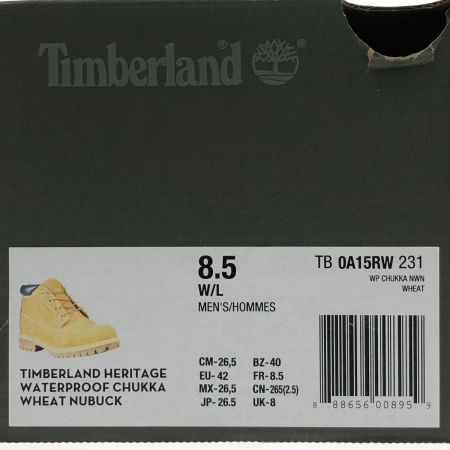 Timberland
8.5
W/L
MEN'S/HOMMES
TB 0A15RW 231
WP CHUKKA NWN
WHEAT
TIMBERLAND HERITAGE
WATERPROOF CHUKKA
WHEAT NUBUCK
CM-26,5 BZ-40
EU- 42 FR-8.5
MX-26,5 CN-265(2.5)
JP- 26.5 UK-8
8 88656 00895 9